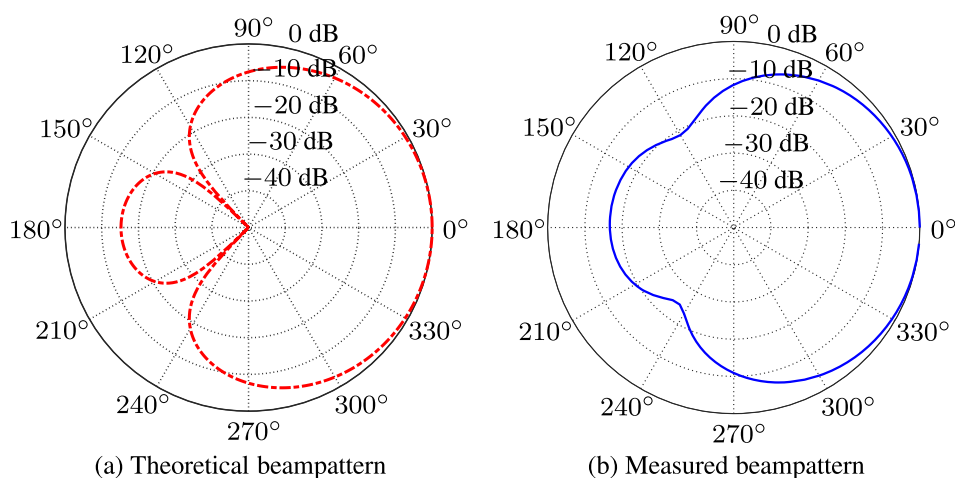 90°
0 dB
120°
60°
−10 dB
150°
−20 dB
30°
−30 dB
−40 dB
180°
0°
210°
330°
240°
300°
270°
(a) Theoretical beampattern
90°
0 dB
120°
60°
−10 dB
150°
−20 dB
30°
−30 dB
−40 dB
180°
0°
210°
330°
240°
300°
270°
(b) Measured beampattern